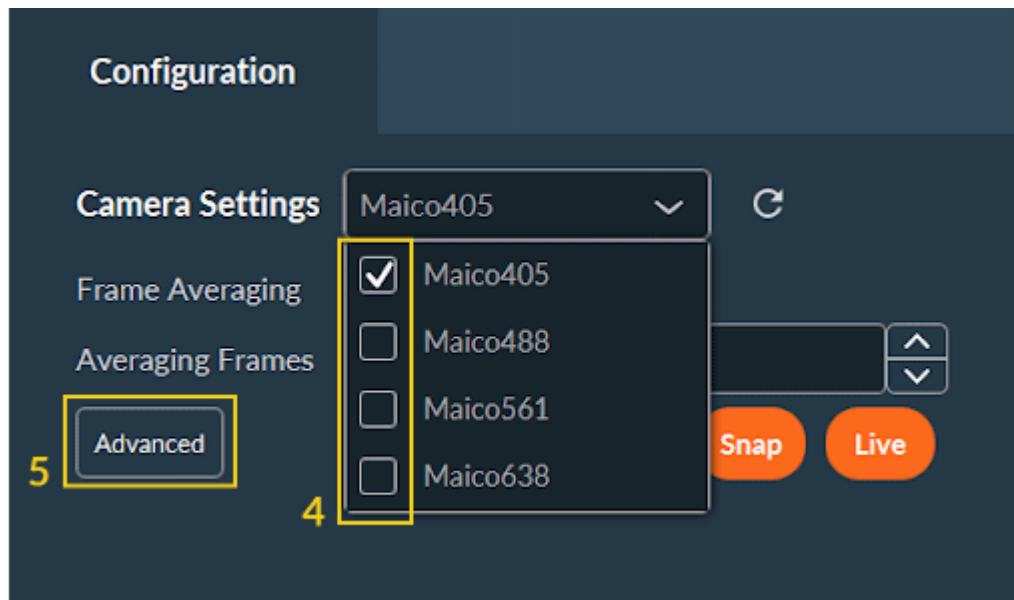 Configuration
Camera Settings Maico405
Maico405
Frame Averaging
Maico488
Averaging Frames
Maico561
Advanced Snap Live
5
Maico638
4